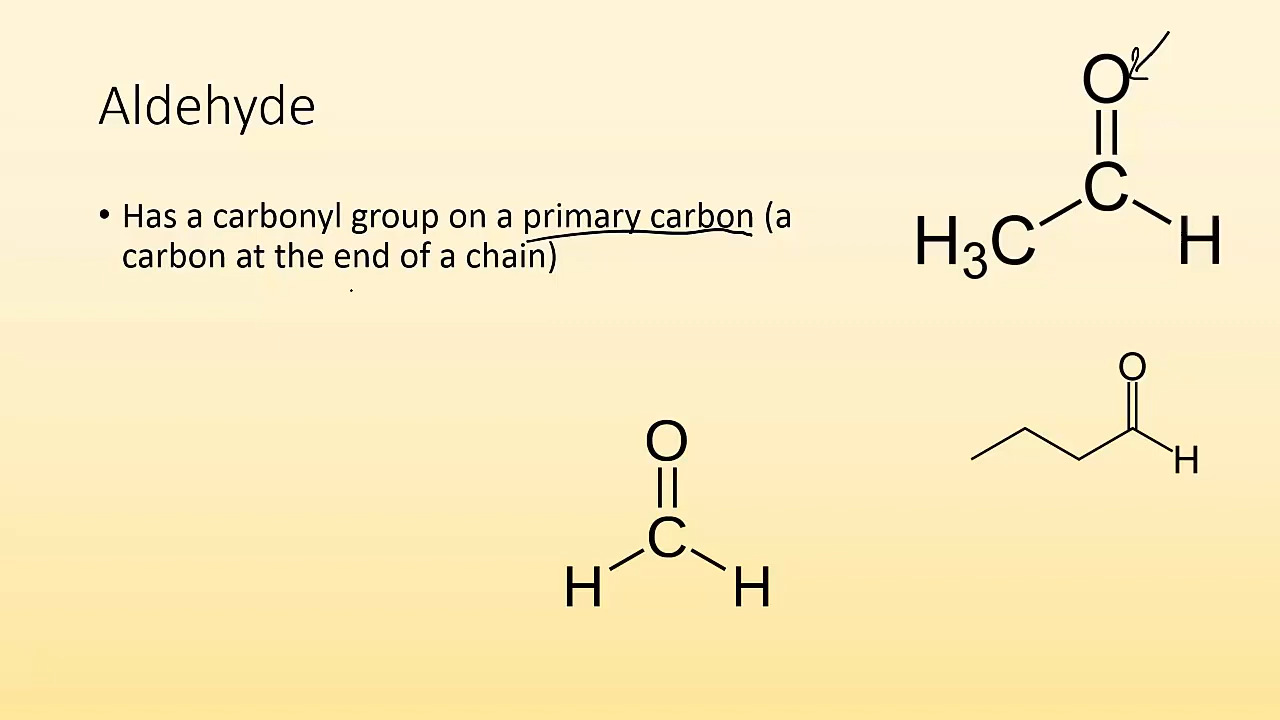 Aldehyde
• Has a carbonyl group on a primary carbon (a
carbon at the end of a chain)
O
C
H₃C
H
O
H
O
C
H
H